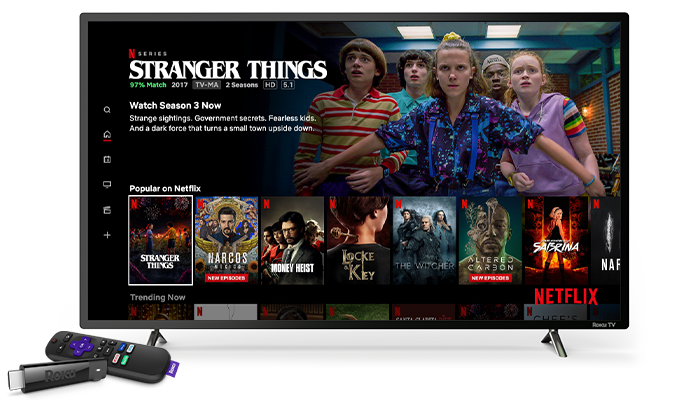 N SERIES
STRANGER THINGS
97% Match 2017 TV-MA 2 Seasons HD 5.1
Watch Season 3 Now
Strange sightings. Government secrets. Fearless kids.
And a dark force that turns a small town upside down.
Popular on Netflix
N
STRANGER
THINGS
N
NARCOS
MEXICO
NEW EPISODES
N
MONEY HEIST
N
LOCKE
& KEY
N
THE WITCHER
N
ALTERED
CARBON
NEW EPISODES
N
SABRINA
N
NAR
Trending Now
N
N
N
N
NETFLIX
Roku TV
Roku
Roku